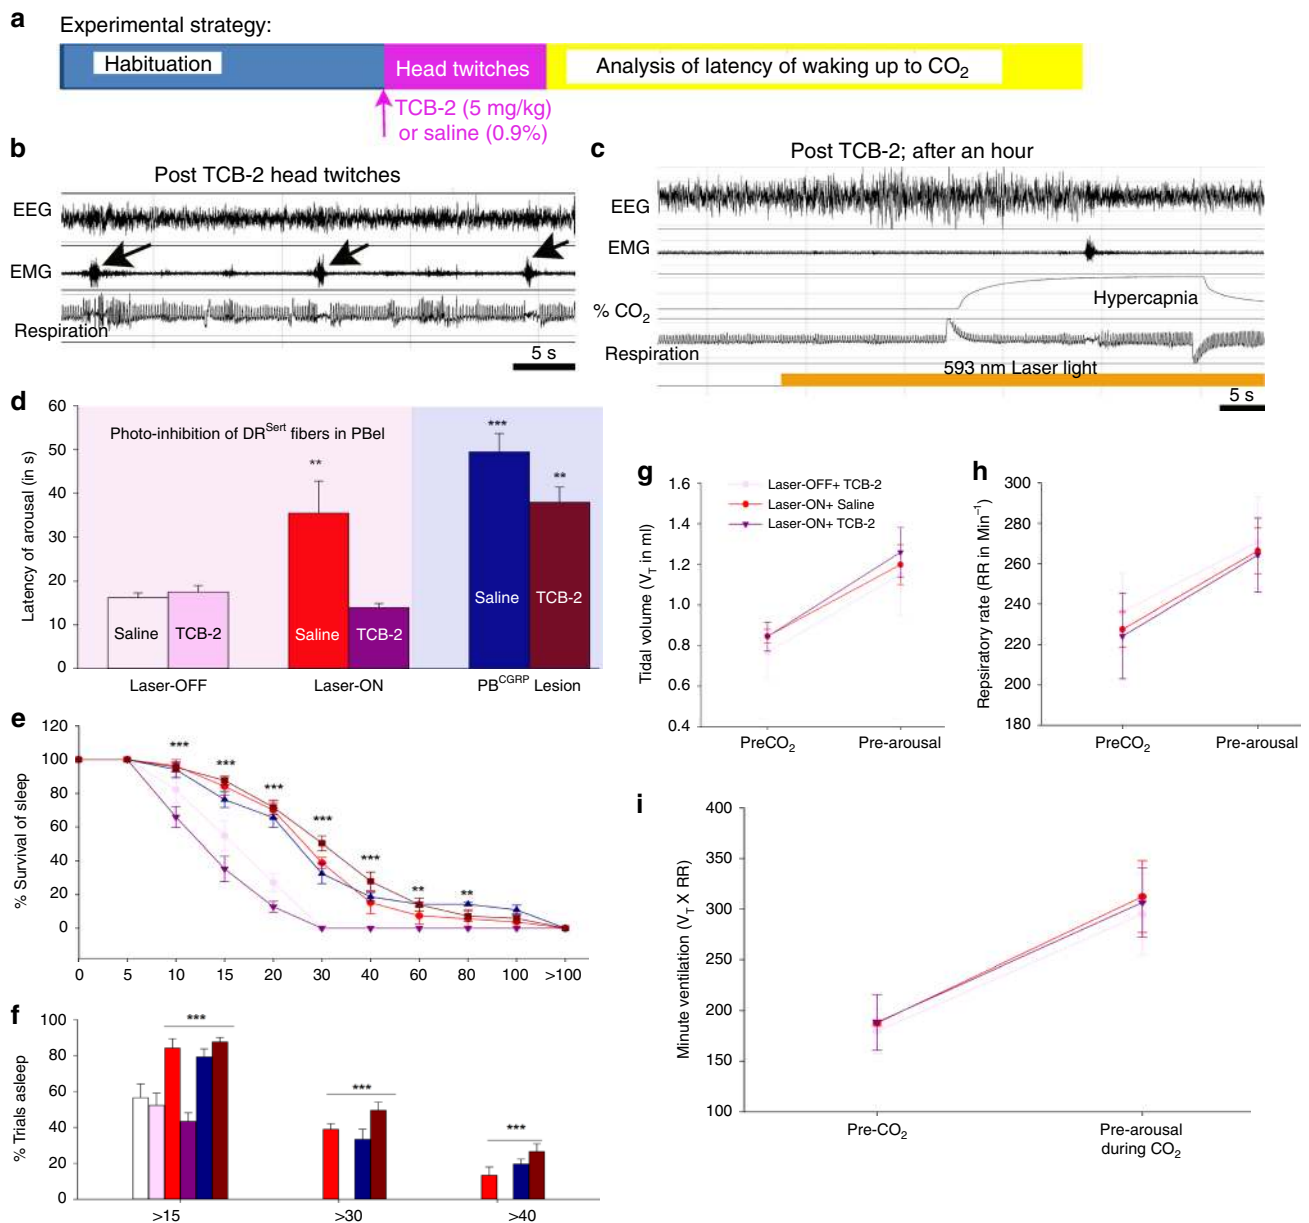 a
Experimental strategy:
Habituation
Head twitches
Analysis of latency of waking up to CO2
TCB-2 (5 mg/kg)
or saline (0.9%)
b
Post TCB-2 head twitches
EEG
EMG
Respiration
5 s
c
Post TCB-2; after an hour
EEG
EMG
% CO2
Hypercapnia
Respiration
593 nm Laser light
5 s
d
Latency of arousal (in s)
60
50
40
30
20
10
0
Photo-inhibition of DR^Sert fibers in PBel
**
***
**
Saline
TCB-2
Saline
TCB-2
Saline
TCB-2
Laser-OFF
Laser-ON
PB^CGRP Lesion
e
% Survival of sleep
120
100
80
60
40
20
0
***
***
***
***
***
**
**
0
5
10
15
20
30
40
60
80
100
>100
f
% Trials asleep
100
80
60
40
20
0
***
***
***
>15
>30
>40
g
Tidal volume (VT in ml)
1.6
1.4
1.2
1.0
0.8
0.6
0.4
Laser-OFF+ TCB-2
Laser-ON+ Saline
Laser-ON+ TCB-2
PreCO2
Pre-arousal
h
Repsiratory rate (RR in Min⁻¹)
300
280
260
240
220
200
180
PreCO2
Pre-arousal
i
Minute ventilation (VT X RR)
400
350
300
250
200
150
100
Pre-CO2
Pre-arousal
during CO2